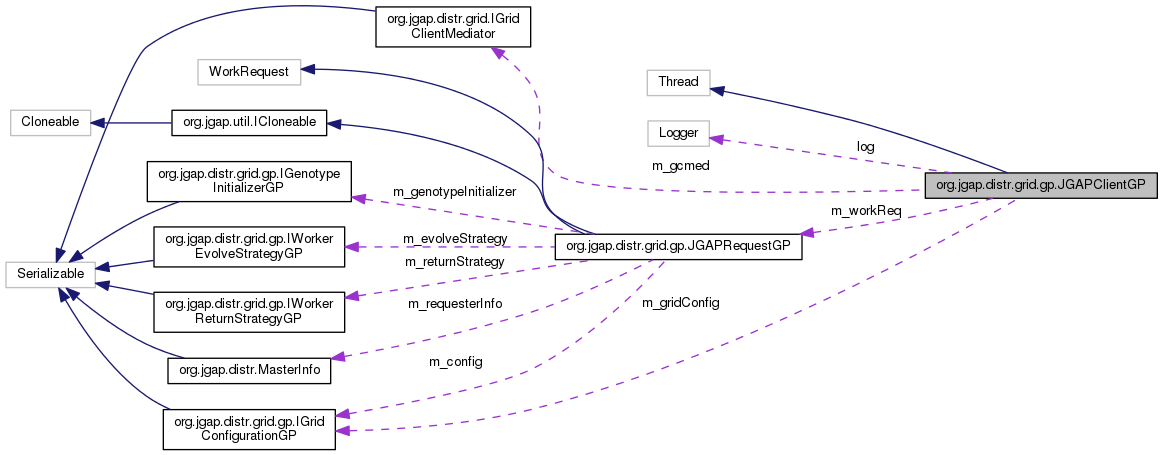 org.jgap.distr.grid.IGrid
ClientMediator
WorkRequest
Thread
Cloneable
org.jgap.util.ICloneable
Logger
log
m_gcmed
org.jgap.distr.grid.gp.IGenotype
InitializerGP
m_genotypeInitializer
org.jgap.distr.grid.gp.JGAPClientGP
m_workReq
org.jgap.distr.grid.gp.IWorker
EvolveStrategyGP
m_evolveStrategy
org.jgap.distr.grid.gp.JGAPRequestGP
m_returnStrategy
Serializable
org.jgap.distr.grid.gp.IWorker
ReturnStrategyGP
m_requesterInfo
m_gridConfig
org.jgap.distr.MasterInfo
m_config
org.jgap.distr.grid.gp.IGrid
ConfigurationGP